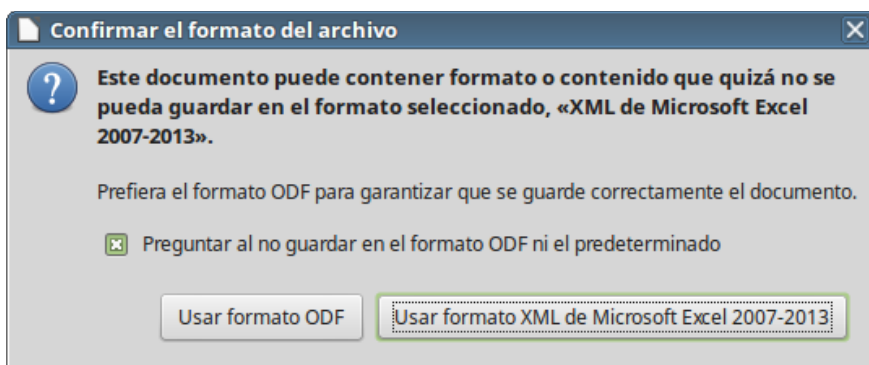 Confirmar el formato del archivo
Este documento puede contener formato o contenido que quizá no se
pueda guardar en el formato seleccionado, «XML de Microsoft Excel
2007-2013».
Prefiera el formato ODF para garantizar que se guarde correctamente el documento.
Preguntar al no guardar en el formato ODF ni el predeterminado
Usar formato ODF
Usar formato XML de Microsoft Excel 2007-2013